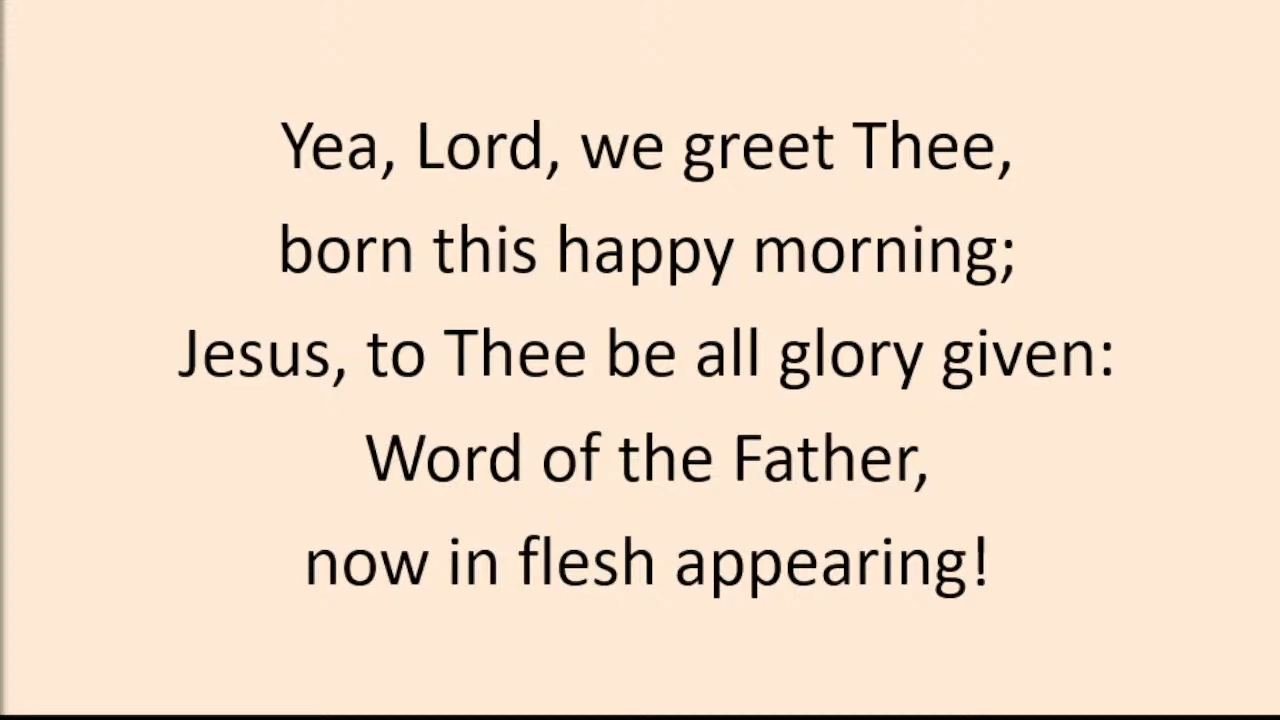 Yea, Lord, we greet Thee,
born this happy morning;
Jesus, to Thee be all glory given:
Word of the Father,
now in flesh appearing!